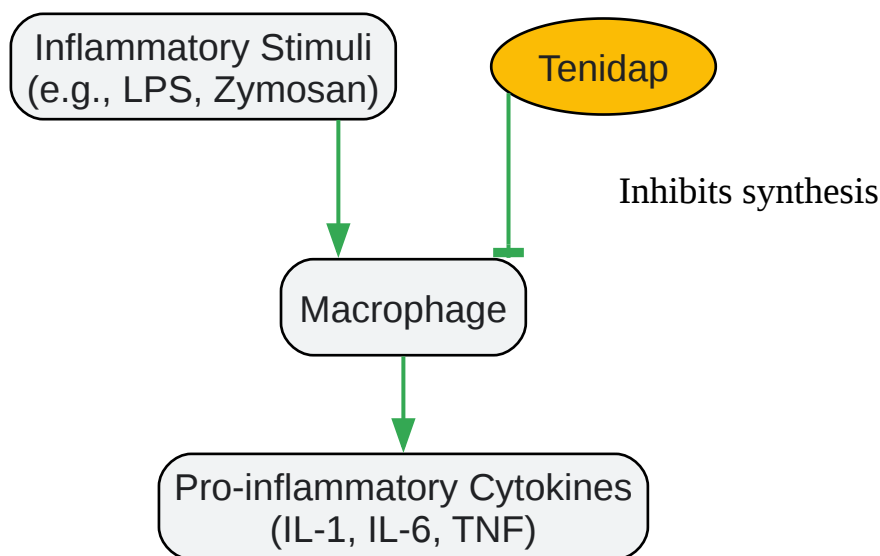 Inflammatory Stimuli
(e.g., LPS, Zymosan)
Tenidap
Inhibits synthesis
Macrophage
Pro-inflammatory Cytokines
(IL-1, IL-6, TNF)